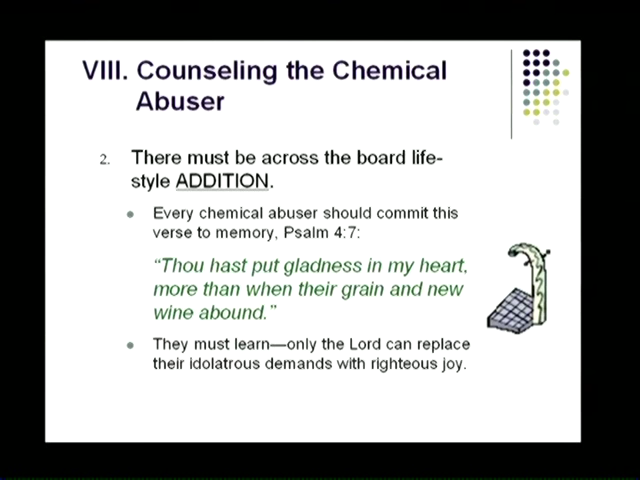 VIII. Counseling the Chemical
Abuser
2. There must be across the board life-
style ADDITION.
Every chemical abuser should commit this
verse to memory, Psalm 4:7:
“Thou hast put gladness in my heart,
more than when their grain and new
wine abound.”
They must learn—only the Lord can replace
their idolatrous demands with righteous joy.